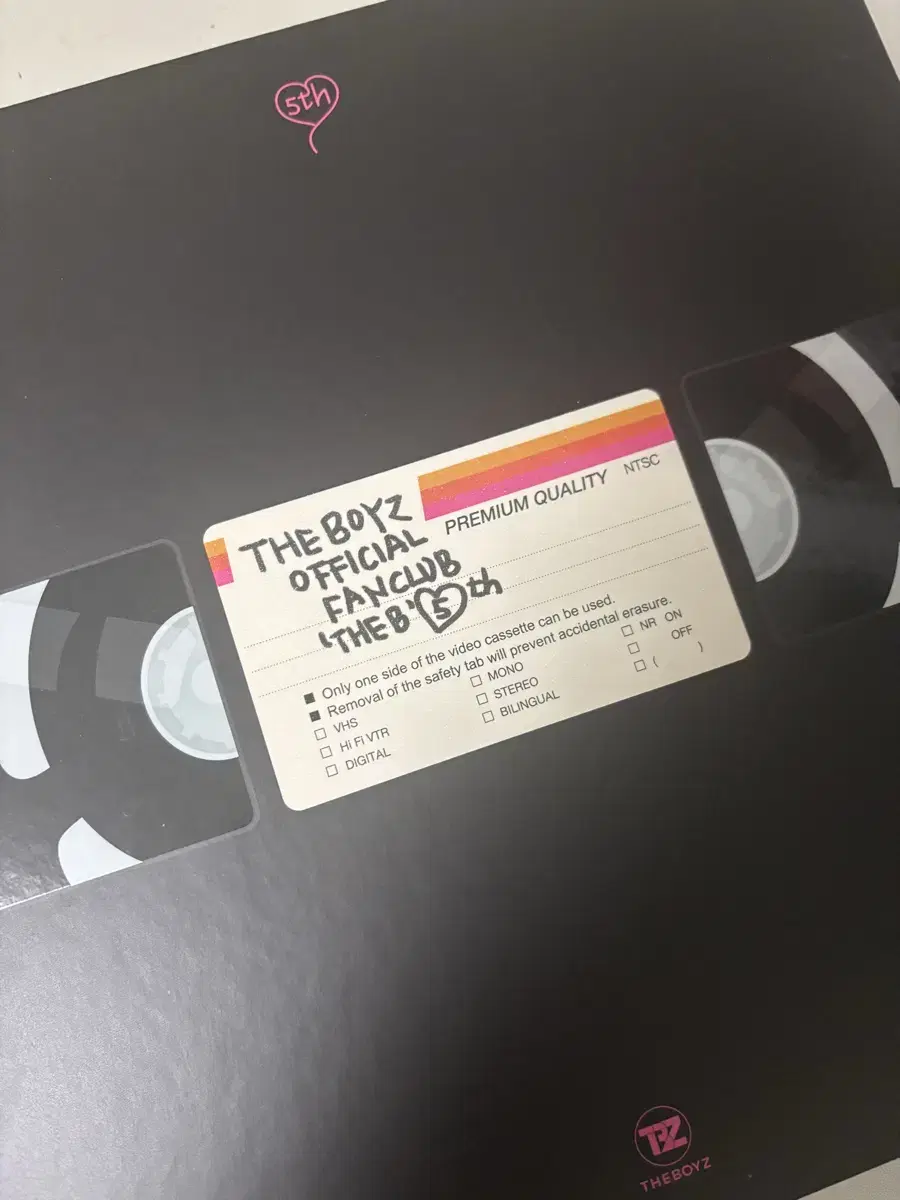 5th
THE BOYZ
OFFICIAL
FANCLUB
'THE B' 5th
PREMIUM QUALITY NTSC
■ Only one side of the video cassette can be used.
■ Removal of the safety tab will prevent accidental erasure.
□ VHS □ MONO □ NR ON
□ Hi Fi VTR □ STEREO □ OFF
□ DIGITAL □ BILINGUAL □ ( )
TBZ
THEBOYZ